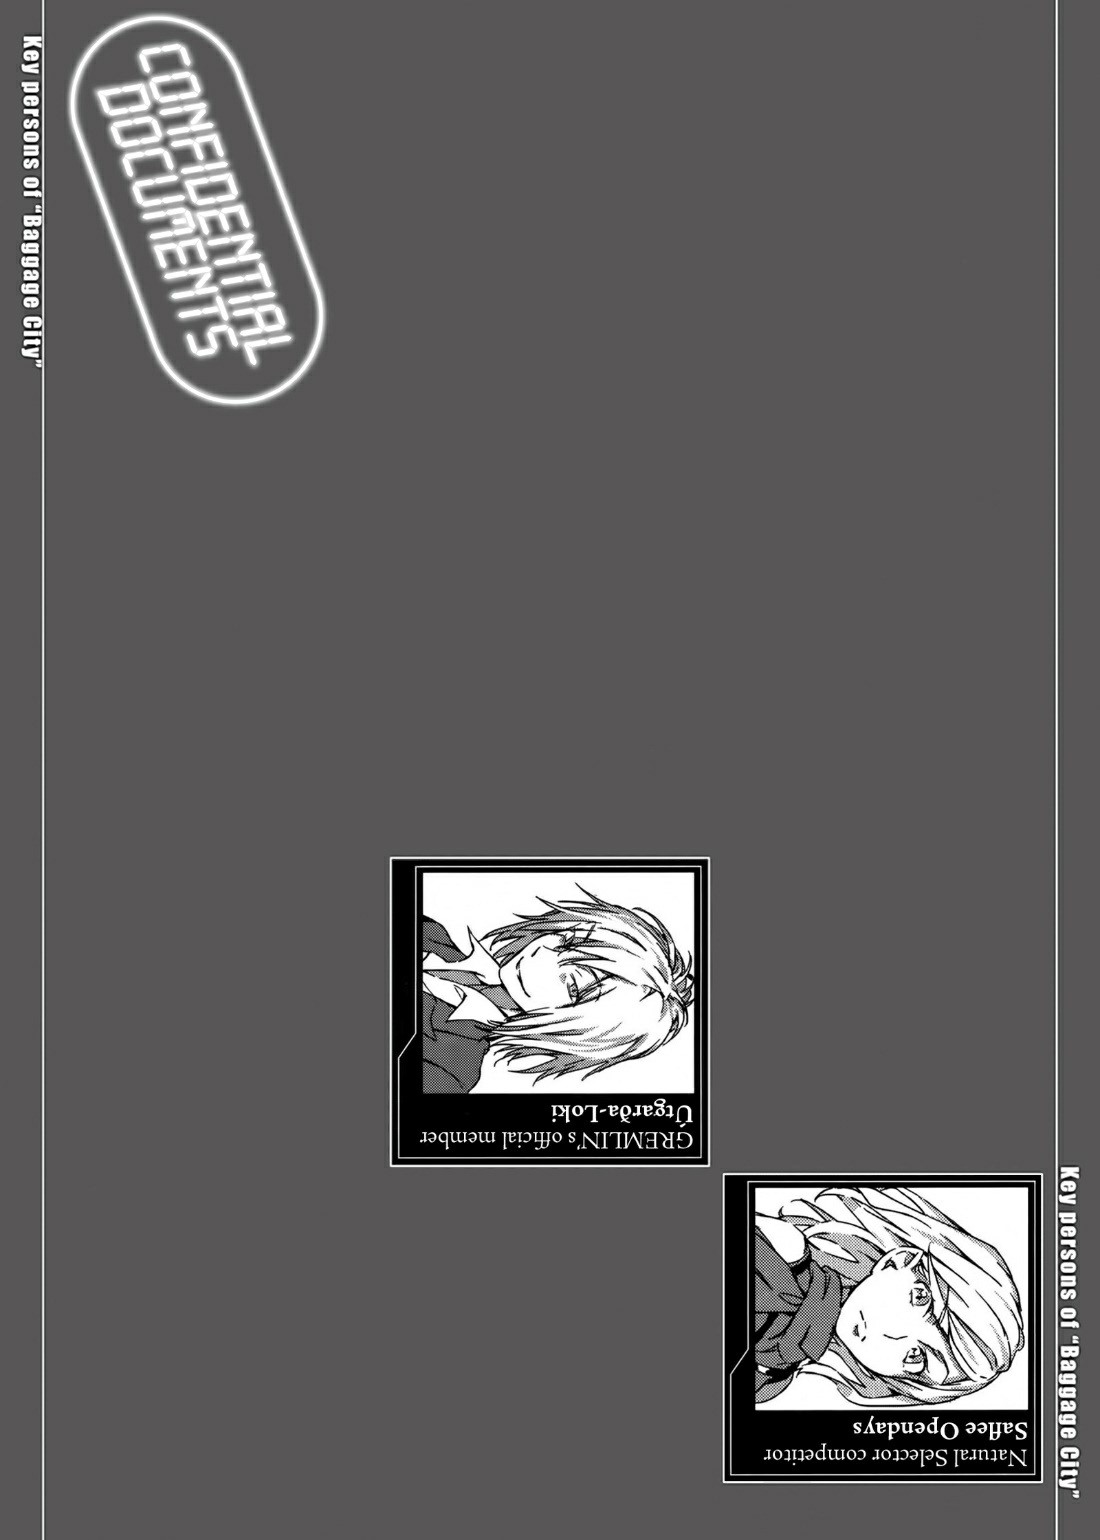 Key persons of “Baggage City”
CONFIDENTIAL
DOCUMENTS
GREMLIN’s official member
Útgarða-Loki
Natural Selector competitor
Saflee Opendays
Key persons of “Baggage City”